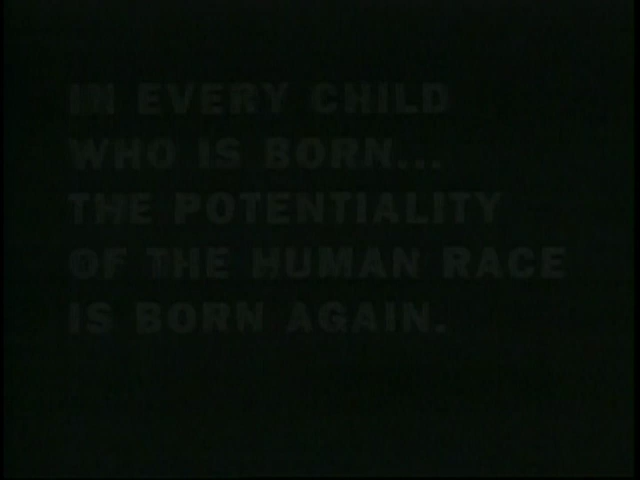 IN EVERY CHILD
WHO IS BORN...
THE POTENTIALITY
OF THE HUMAN RACE
IS BORN AGAIN.